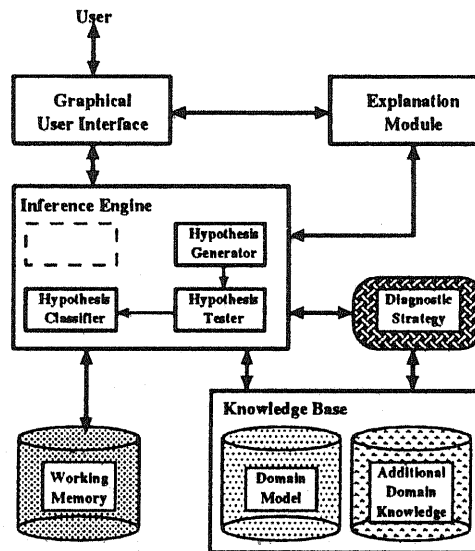 User
Graphical
User Interface
Explanation
Module
Inference Engine
Hypothesis
Generator
Hypothesis
Classifier
Hypothesis
Tester
Diagnostic
Strategy
Knowledge Base
Working
Memory
Domain
Model
Additional
Domain
Knowledge